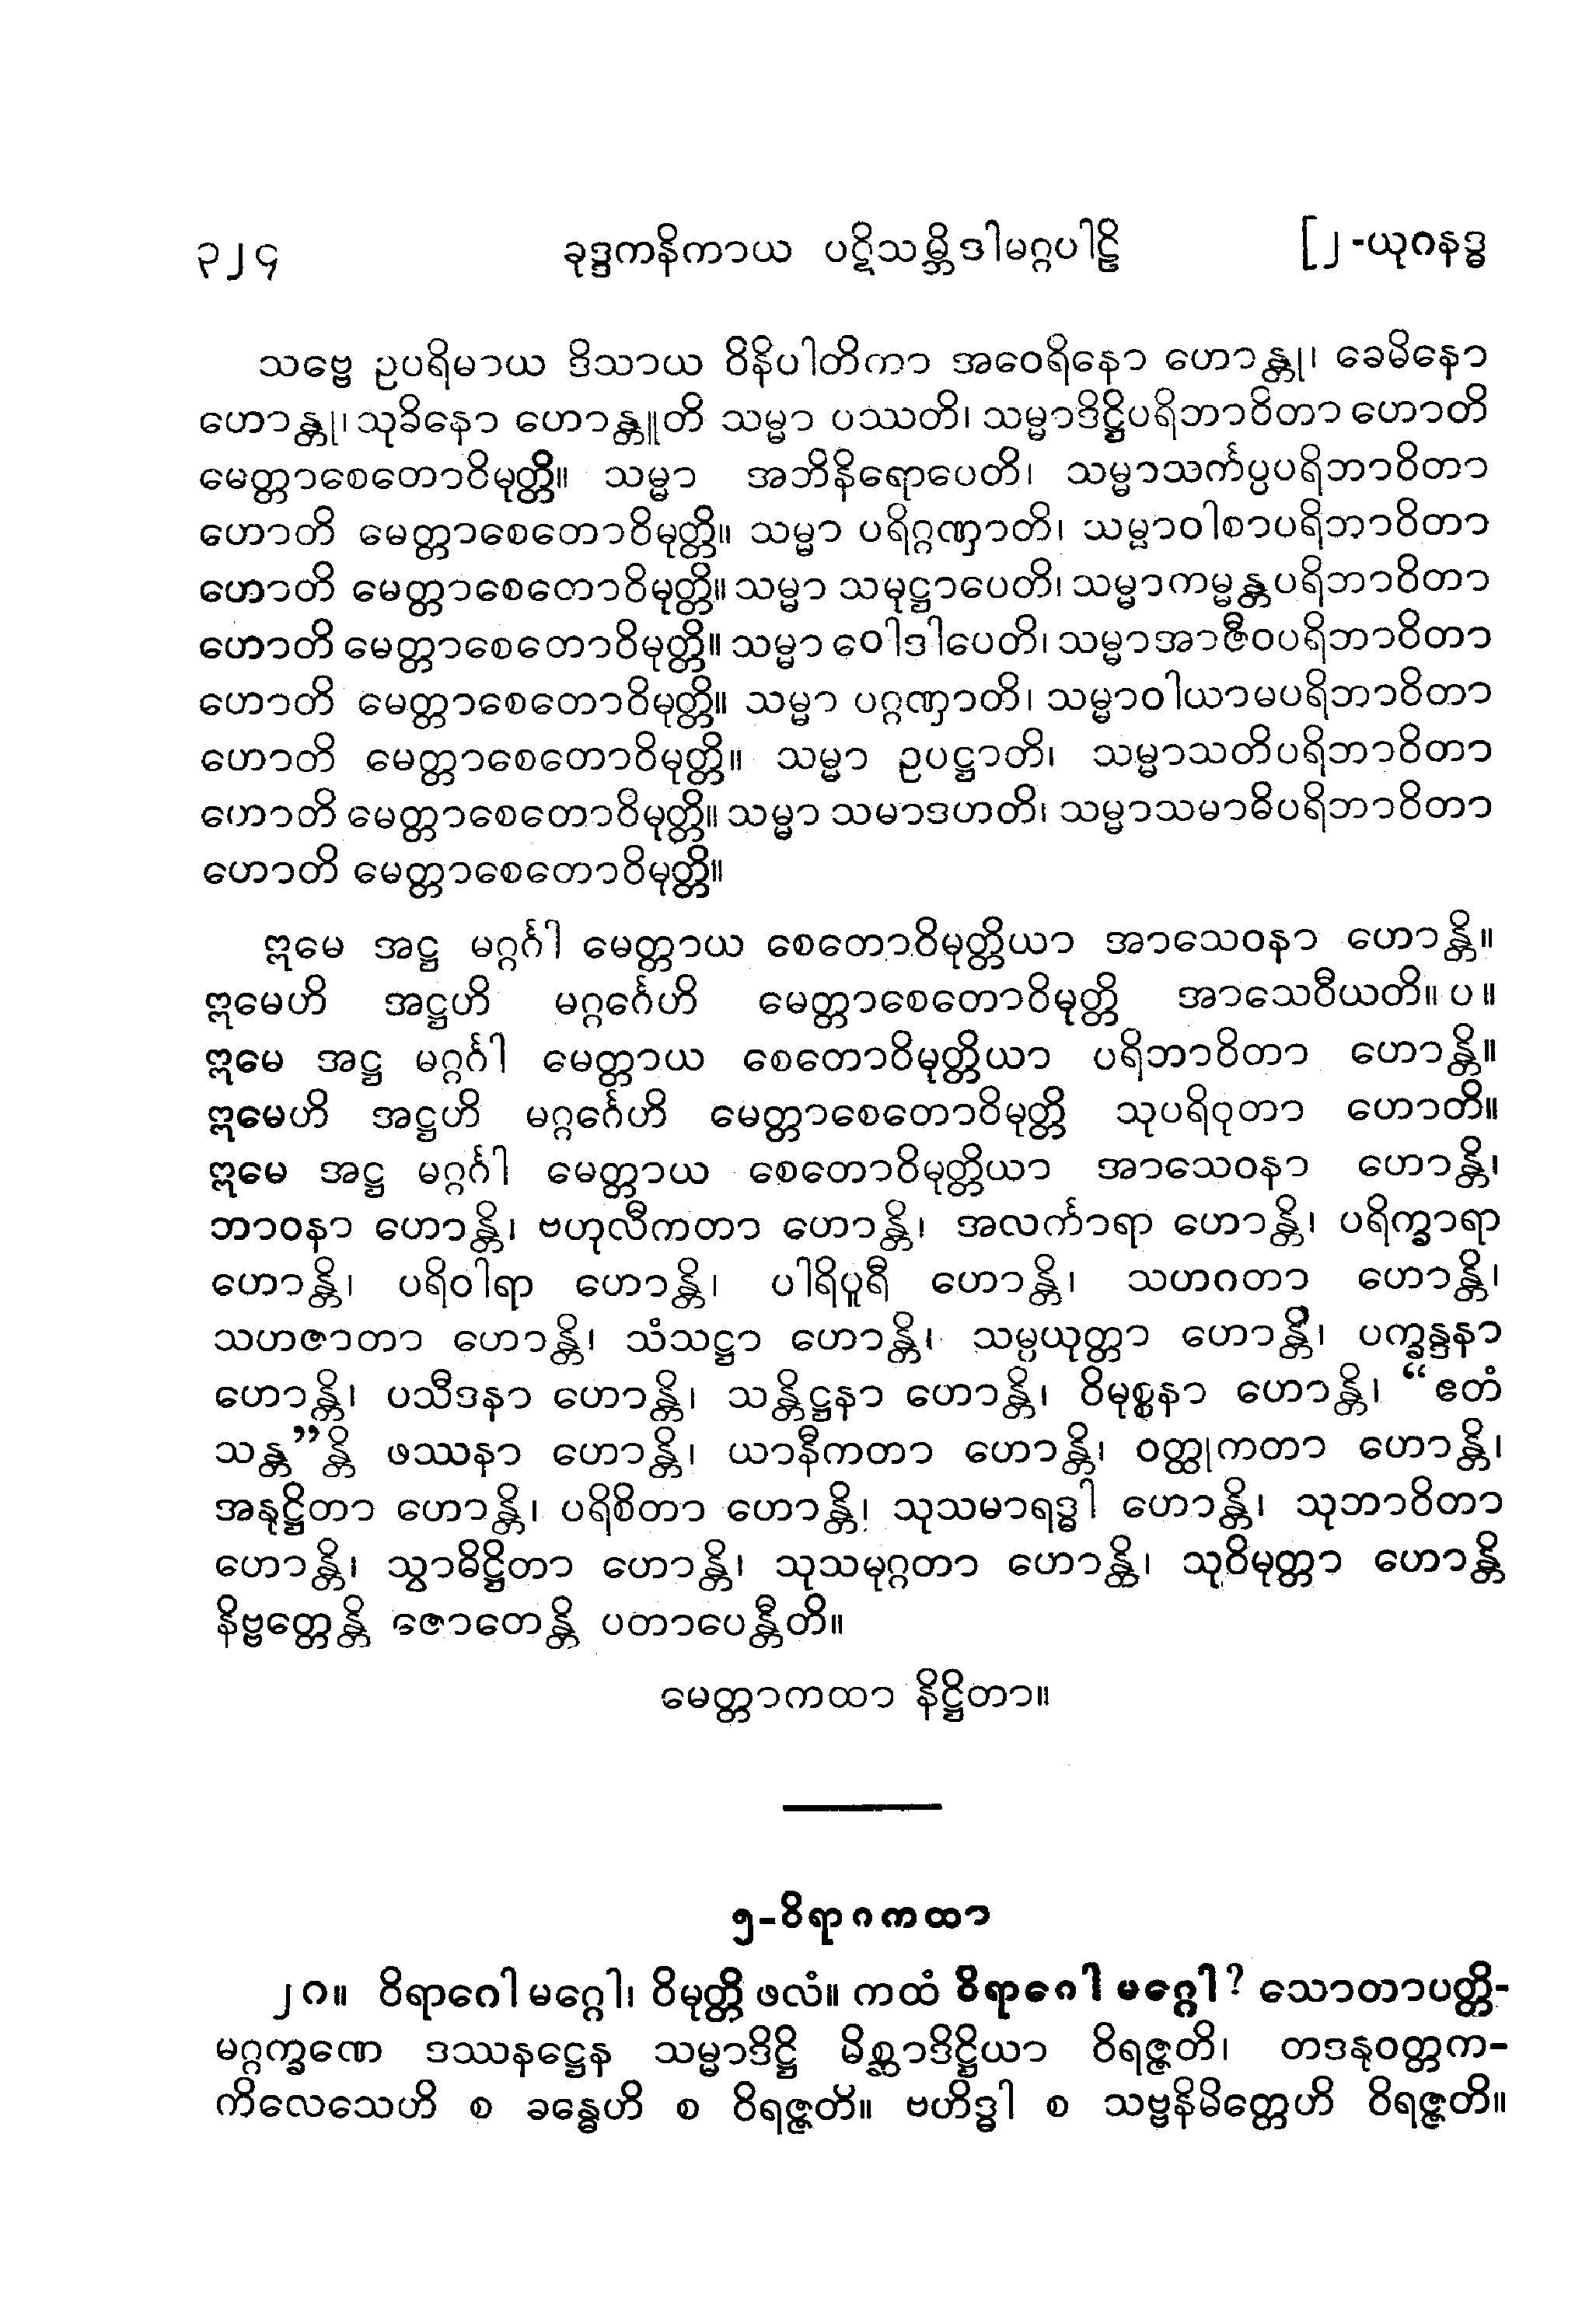 ၃၂၄ ခုဒ္ဒကနိကာယ ပဋိသမ္ဘိဒါမဂ္ဂပါဠိ [၂-ယုဂနဒ္ဓ
သဗ္ဗေ ဥပရိမာယ ဒိသာယ ဝိနိပါတိကာ အဝေရိနော ဟောန္တု၊ ခေမိနော
ဟောန္တု၊ သုခိနော ဟောန္တူတိ သမ္မာ ပဿတိ၊ သမ္မာဒိဋ္ဌိပရိဘာဝိတာ ဟောတိ
မေတ္တာစေတောဝိမုတ္တိ။ သမ္မာ အဘိနိရောပေတိ၊ သမ္မာသင်္ကပ္ပပရိဘာဝိတာ
ဟောတိ မေတ္တာစေတောဝိမုတ္တိ။ သမ္မာ ပရိဂ္ဂဏှာတိ၊ သမ္မာဝါစာပရိဘာဝိတာ
ဟောတိ မေတ္တာစေတောဝိမုတ္တိ။ သမ္မာ သမုဋ္ဌာပေတိ၊ သမ္မာကမ္မန္တပရိဘာဝိတာ
ဟောတိ မေတ္တာစေတောဝိမုတ္တိ။ သမ္မာ ဝေါဒါပေတိ၊ သမ္မာအာဇီဝပရိဘာဝိတာ
ဟောတိ မေတ္တာစေတောဝိမုတ္တိ။ သမ္မာ ပဂ္ဂဏှာတိ၊ သမ္မာဝါယာမပရိဘာဝိတာ
ဟောတိ မေတ္တာစေတောဝိမုတ္တိ။ သမ္မာ ဥပဋ္ဌာတိ၊ သမ္မာသတိပရိဘာဝိတာ
ဟောတိ မေတ္တာစေတောဝိမုတ္တိ။ သမ္မာ သမာဒဟတိ၊ သမ္မာသမာဓိပရိဘာဝိတာ
ဟောတိ မေတ္တာစေတောဝိမုတ္တိ။
ဣမေ အဋ္ဌ မဂ္ဂင်္ဂါ မေတ္တာယ စေတောဝိမုတ္တိယာ အာသေဝနာ ဟောန္တိ။
ဣမေဟိ အဋ္ဌဟိ မဂ္ဂင်္ဂေဟိ မေတ္တာစေတောဝိမုတ္တိ အာသေဝီယတိ။ ပ။
ဣမေ အဋ္ဌ မဂ္ဂင်္ဂါ မေတ္တာယ စေတောဝိမုတ္တိယာ ပရိဘာဝိတာ ဟောန္တိ။
ဣမေဟိ အဋ္ဌဟိ မဂ္ဂင်္ဂေဟိ မေတ္တာစေတောဝိမုတ္တိ သုပရိဝုတာ ဟောတိ။
ဣမေ အဋ္ဌ မဂ္ဂင်္ဂါ မေတ္တာယ စေတောဝိမုတ္တိယာ အာသေဝနာ ဟောန္တိ၊
ဘာဝနာ ဟောန္တိ၊ ဗဟုလီကတာ ဟောန္တိ၊ အလင်္ကာရာ ဟောန္တိ၊ ပရိက္ခာရာ
ဟောန္တိ၊ ပရိဝါရာ ဟောန္တိ၊ ပါရိပူရီ ဟောန္တိ၊ သဟဂတာ ဟောန္တိ၊
သဟဇာတာ ဟောန္တိ၊ သံသဋ္ဌာ ဟောန္တိ၊ သမ္ပယုတ္တာ ဟောန္တိ၊ ပက္ခန္ဒနာ
ဟောန္တိ၊ ပသီဒနာ ဟောန္တိ၊ သန္တိဋ္ဌနာ ဟောန္တိ၊ ဝိမုစ္စနာ ဟောန္တိ၊ “ဧတံ
သန္တ”န္တိ ဖဿနာ ဟောန္တိ၊ ယာနီကတာ ဟောန္တိ၊ ဝတ္ထုကတာ ဟောန္တိ၊
အနုဋ္ဌိတာ ဟောန္တိ၊ ပရိစိတာ ဟောန္တိ၊ သုသမာရဒ္ဓါ ဟောန္တိ၊ သုဘာဝိတာ
ဟောန္တိ၊ သွာဓိဋ္ဌိတာ ဟောန္တိ၊ သုသမုဂ္ဂတာ ဟောန္တိ၊ သုဝိမုတ္တာ ဟောန္တိ
နိဗ္ဗတ္တေန္တိ ဇောတေန္တိ ပတာပေန္တီတိ။
မေတ္တာကထာ နိဋ္ဌိတာ။
၅-ဝိရာဂကထာ
၂၈။ ဝိရာဂေါ မဂ္ဂေါ၊ ဝိမုတ္တိ ဖလံ။ ကထံ ဝိရာဂေါ မဂ္ဂေါ? သောတာပတ္တိ-
မဂ္ဂက္ခဏေ ဒဿနဋ္ဌေန သမ္မာဒိဋ္ဌိ မိစ္ဆာဒိဋ္ဌိယာ ဝိရဇ္ဇတိ၊ တဒနုဝတ္တက-
ကိလေသေဟိ စ ခန္ဓေဟိ စ ဝိရဇ္ဇတိ။ ဗဟိဒ္ဓါ စ သဗ္ဗနိမိတ္တေဟိ ဝိရဇ္ဇတိ။